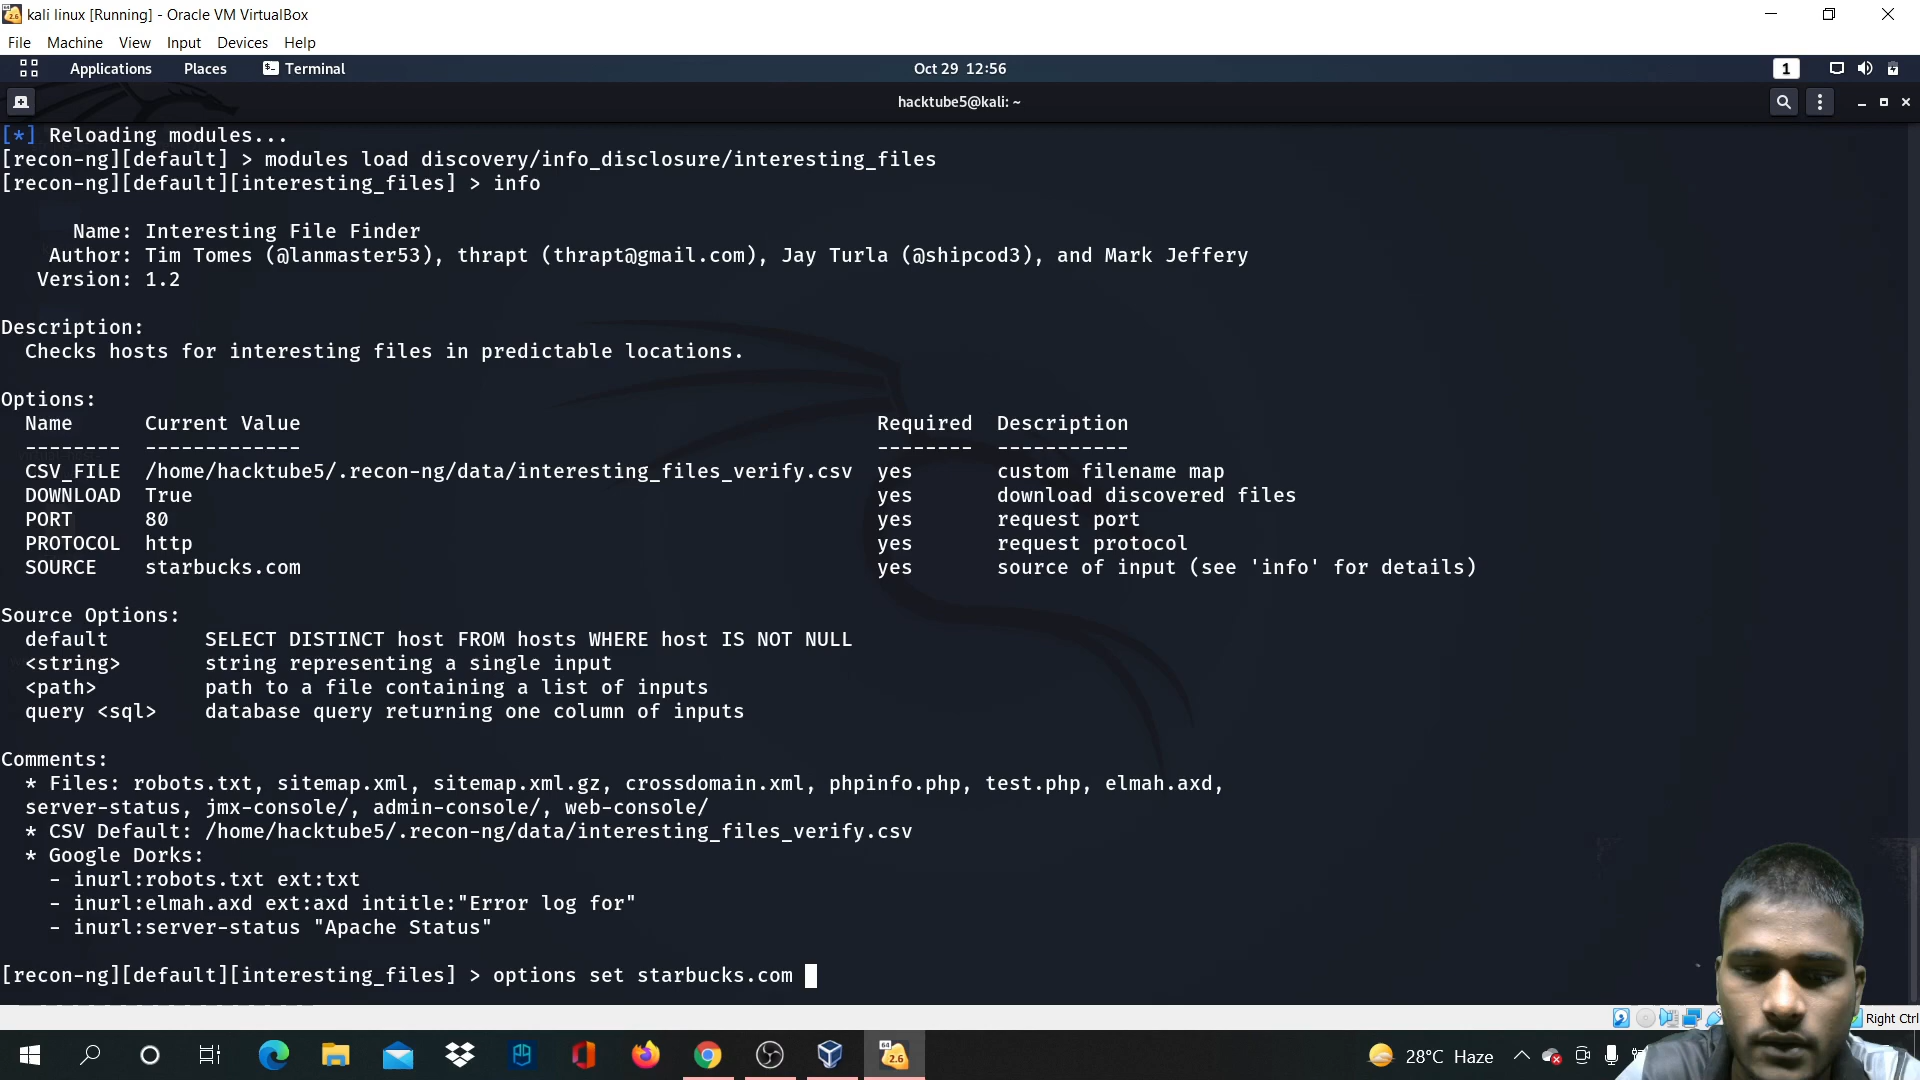 kali linux [Running] - Oracle VM VirtualBox
File Machine View Input Devices Help
Applications Places Terminal Oct 29 12:56 1
hacktube5@kali: ~
[*] Reloading modules...
[recon-ng][default] > modules load discovery/info_disclosure/interesting_files
[recon-ng][default][interesting_files] > info
Name: Interesting File Finder
Author: Tim Tomes (@lanmaster53), thrapt (thrapt@gmail.com), Jay Turla (@shipcod3), and Mark Jeffery
Version: 1.2
Description:
Checks hosts for interesting files in predictable locations.
Options:
Name Current Value Required Description
-------- ------------- -------- -----------
CSV_FILE /home/hacktube5/.recon-ng/data/interesting_files_verify.csv yes custom filename map
DOWNLOAD True yes download discovered files
PORT 80 yes request port
PROTOCOL http yes request protocol
SOURCE starbucks.com yes source of input (see 'info' for details)
Source Options:
default SELECT DISTINCT host FROM hosts WHERE host IS NOT NULL
<string> string representing a single input
<path> path to a file containing a list of inputs
query <sql> database query returning one column of inputs
Comments:
* Files: robots.txt, sitemap.xml, sitemap.xml.gz, crossdomain.xml, phpinfo.php, test.php, elmah.axd,
server-status, jmx-console/, admin-console/, web-console/
* CSV Default: /home/hacktube5/.recon-ng/data/interesting_files_verify.csv
* Google Dorks:
- inurl:robots.txt ext:txt
- inurl:elmah.axd ext:axd intitle:"Error log for"
- inurl:server-status "Apache Status"
[recon-ng][default][interesting_files] > options set starbucks.com
Right Ctrl
64
2.6
28°C Haze